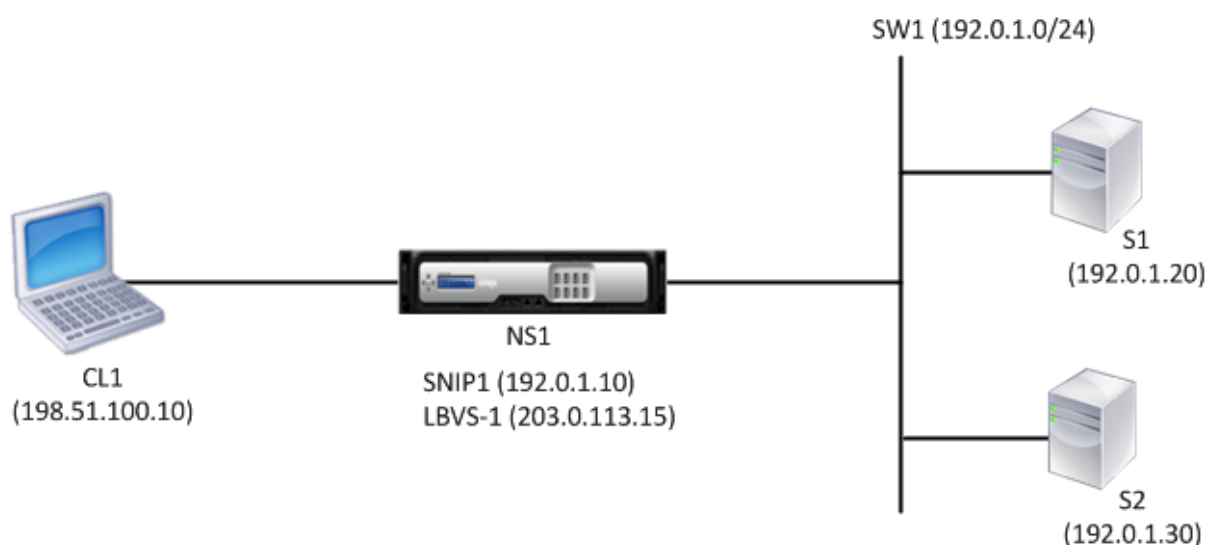 SW1 (192.0.1.0/24)
S1
(192.0.1.20)
NS1
SNIP1 (192.0.1.10)
LBVS-1 (203.0.113.15)
CL1
(198.51.100.10)
S2
(192.0.1.30)